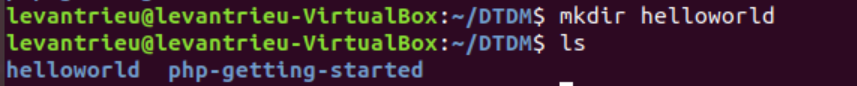 levantrieu@levantrieu-VirtualBox:~/DTDM$ mkdir helloworld
levantrieu@levantrieu-VirtualBox:~/DTDM$ ls
helloworld  php-getting-started